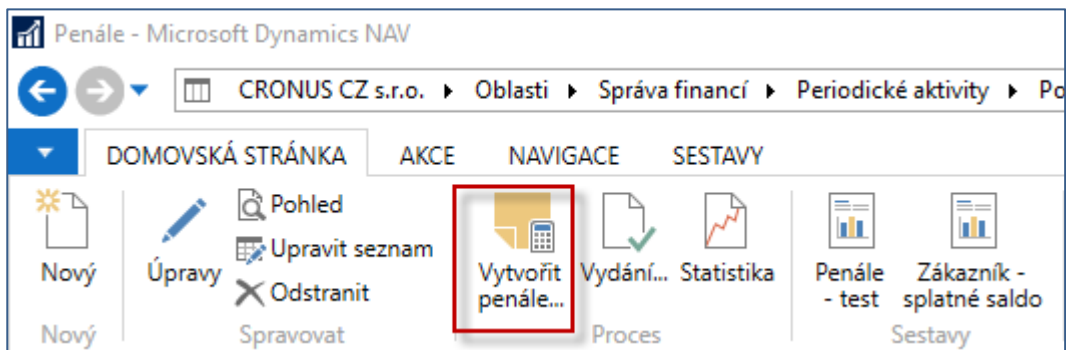 Penále - Microsoft Dynamics NAV
CRONUS CZ s.r.o. Oblasti Správa financí Periodické aktivity
DOMOVSKÁ STRÁNKA AKCE NAVIGACE SESTAVY
Nový
Úpravy
Pohled
Upravit seznam
Odstranit
Vytvořit
penále...
Vydání...
Statistika
Penále
- test
Zákazník -
splatné saldo
Nový
Spravovat
Proces
Sestavy